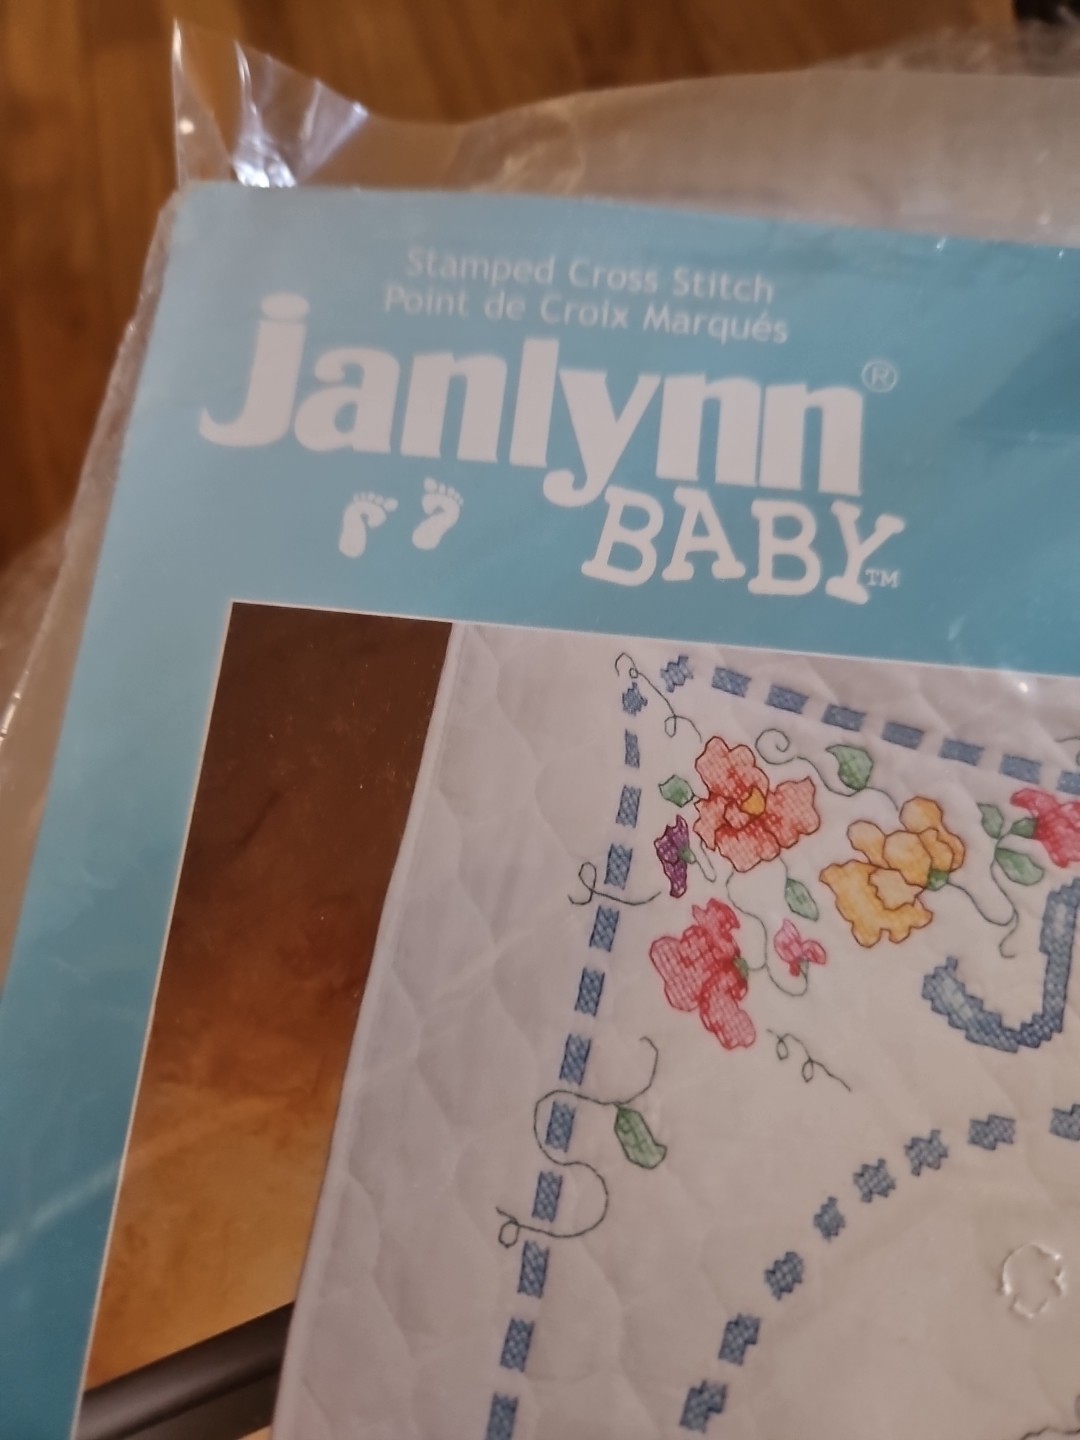 Stamped Cross Stitch
Point de Croix Marqués
janlynn®
BABY™